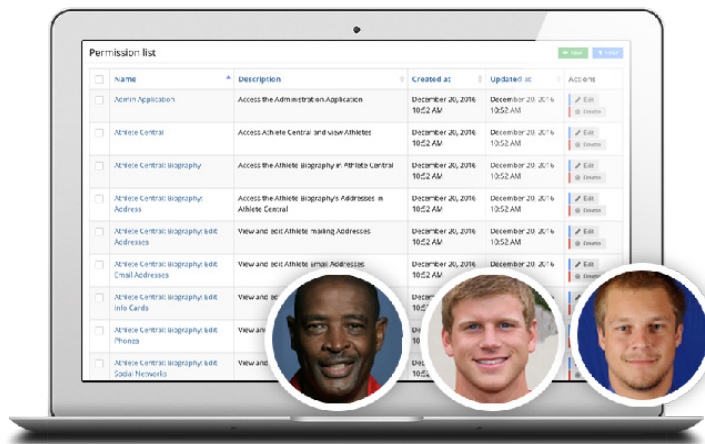 Permission list
Name Description Created at Updated at Actions
Admin Application Access the Administration Application December 20, 2016 December 20, 2016 Edit
10:52 AM 10:52 AM Delete
Athlete Central Access Athlete Central and view Athletes December 20, 2016 December 20, 2016 Edit
10:52 AM 10:52 AM Delete
Athlete Central: Biography Access the Athlete Biography in Athlete Central December 20, 2016 December 20, 2016 Edit
10:52 AM 10:52 AM Delete
Athlete Central: Biography: Access the Athlete Biography's Addresses in December 20, 2016 December 20, 2016 Edit
Address Athlete Central 10:52 AM 10:52 AM Delete
Athlete Central: Biography: Edit View and edit Athlete mailing Addresses December 20, 2016 December 20, 2016 Edit
Addresses 10:52 AM 10:52 AM Delete
Athlete Central: Biography: Edit View and edit Athlete Email Addresses December 20, 2016 December 20, 2016 Edit
Email Addresses 10:52 AM
Athlete Central: Biography: Edit View and
Info Cards
Athlete Central: Biography: Edit View and
Phones
Athlete Central: Biography: Edit View and
Social Networks